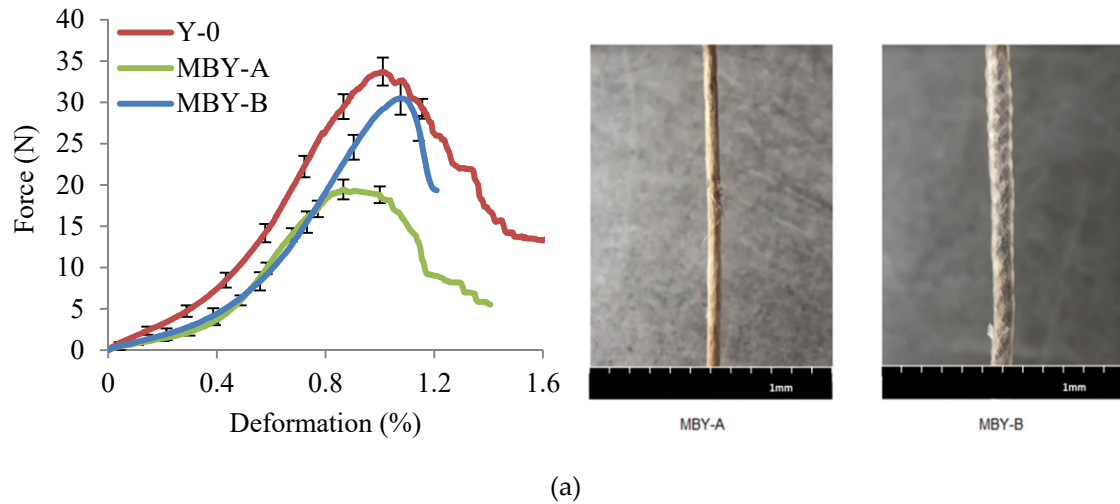 40
35
30
25
20
15
10
5
0
Force (N)
Y-0
MBY-A
MBY-B
0 0.4 0.8 1.2 1.6
Deformation (%)
1mm
MBY-A
1mm
MBY-B
(a)